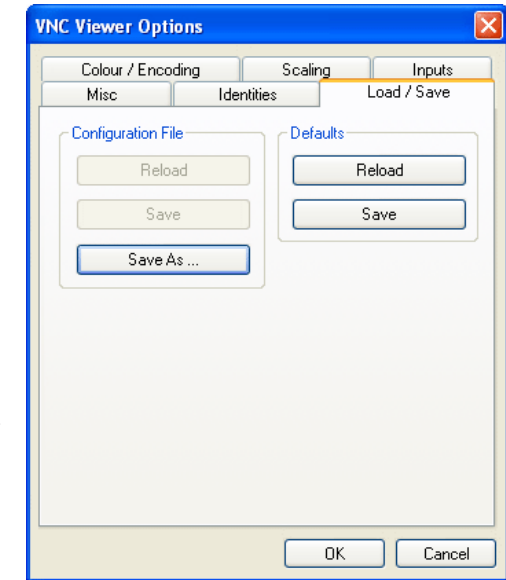 VNC Viewer Options
Colour / Encoding Scaling Inputs
Misc Identities Load / Save
Configuration File
Reload
Save
Save As ...
Defaults
Reload
Save
OK Cancel